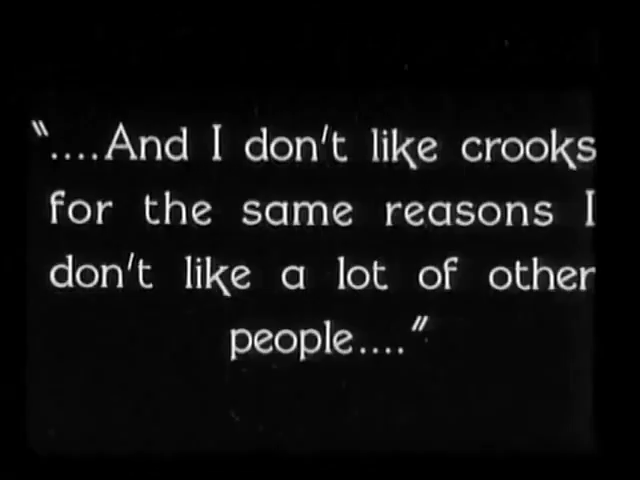 "....And I don't like crooks
for the same reasons I
don't like a lot of other
people...."